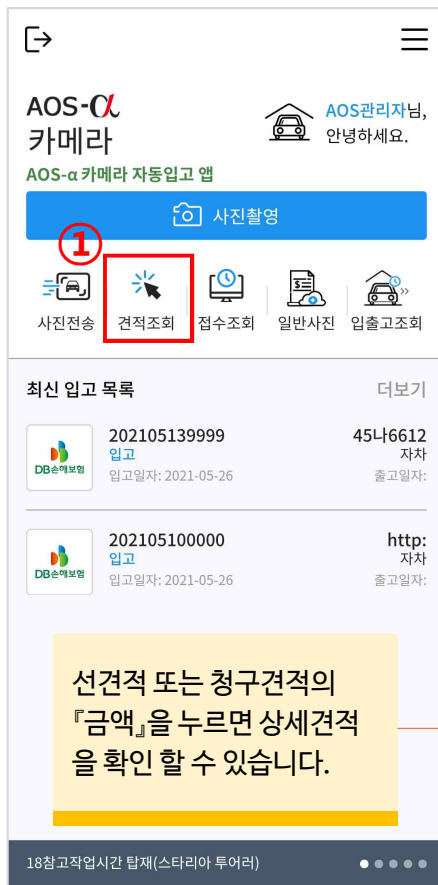 AOS-α
카메라
AOS관리자님,
안녕하세요.
AOS-α 카메라 자동입고 앱
사진촬영
①
사진전송 견적조회 접수조회 일반사진 입출고조회
최신 입고 목록 더보기
202105139999 45나6612
입고 자차
DB손해보험
입고일자: 2021-05-26 출고일자:
202105100000 http:
입고 자차
DB손해보험
입고일자: 2021-05-26 출고일자:
선견적 또는 청구견적의
『금액』을 누르면 상세견적
을 확인 할 수 있습니다.
18참고작업시간 탑재(스타리아 투어러)